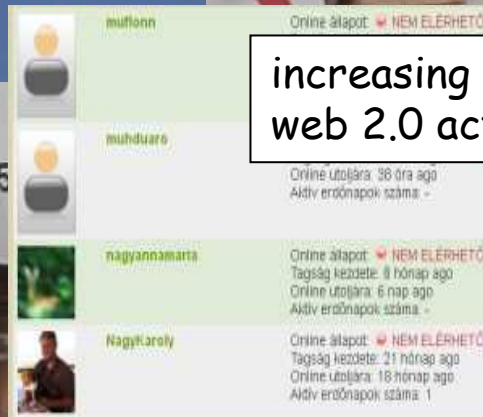 muflonn
Online állapot: NEM ELÉRHETŐ
increasing
web 2.0 ac
muhduaro
Online utoljára: 38 óra ago
Aktív erdőnapok száma: -
nagyannamarta
Online állapot: NEM ELÉRHETŐ
Tagság kezdete: 8 hónap ago
Online utoljára: 6 nap ago
Aktív erdőnapok száma: -
NagyKaroly
Online állapot: NEM ELÉRHETŐ
Tagság kezdete: 21 hónap ago
Online utoljára: 18 hónap ago
Aktív erdőnapok száma: 1